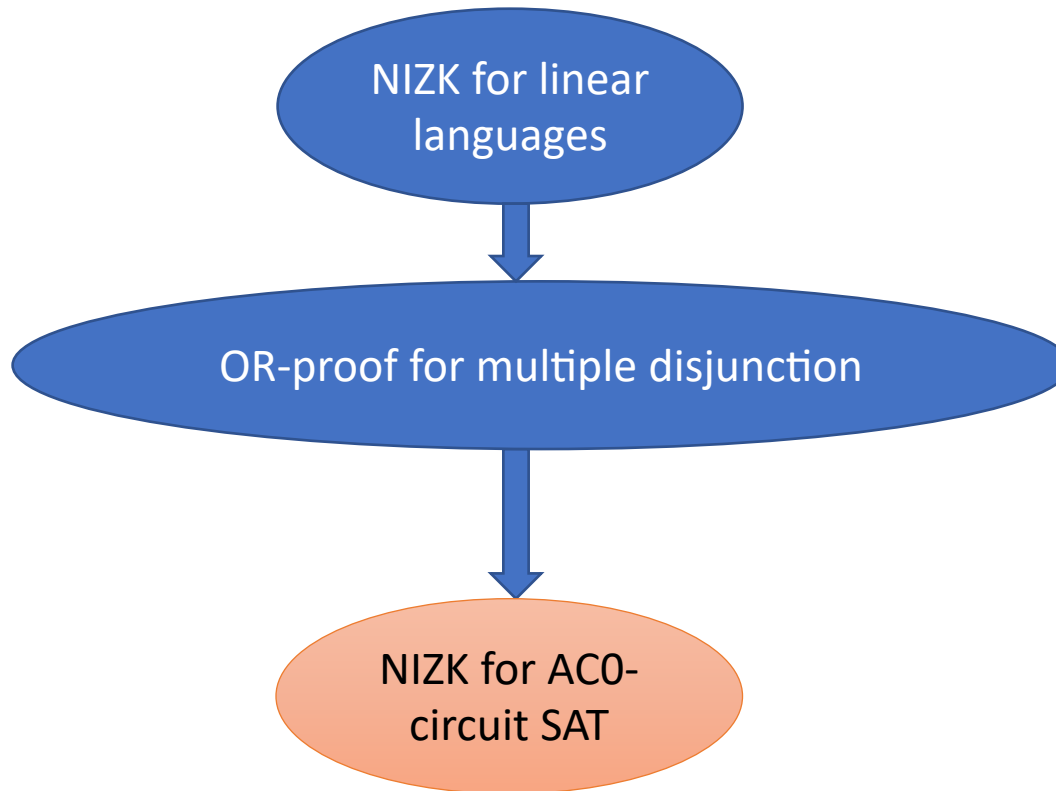 NIZK for linear
languages
OR-proof for multiple disjunction
NIZK for AC0-
circuit SAT